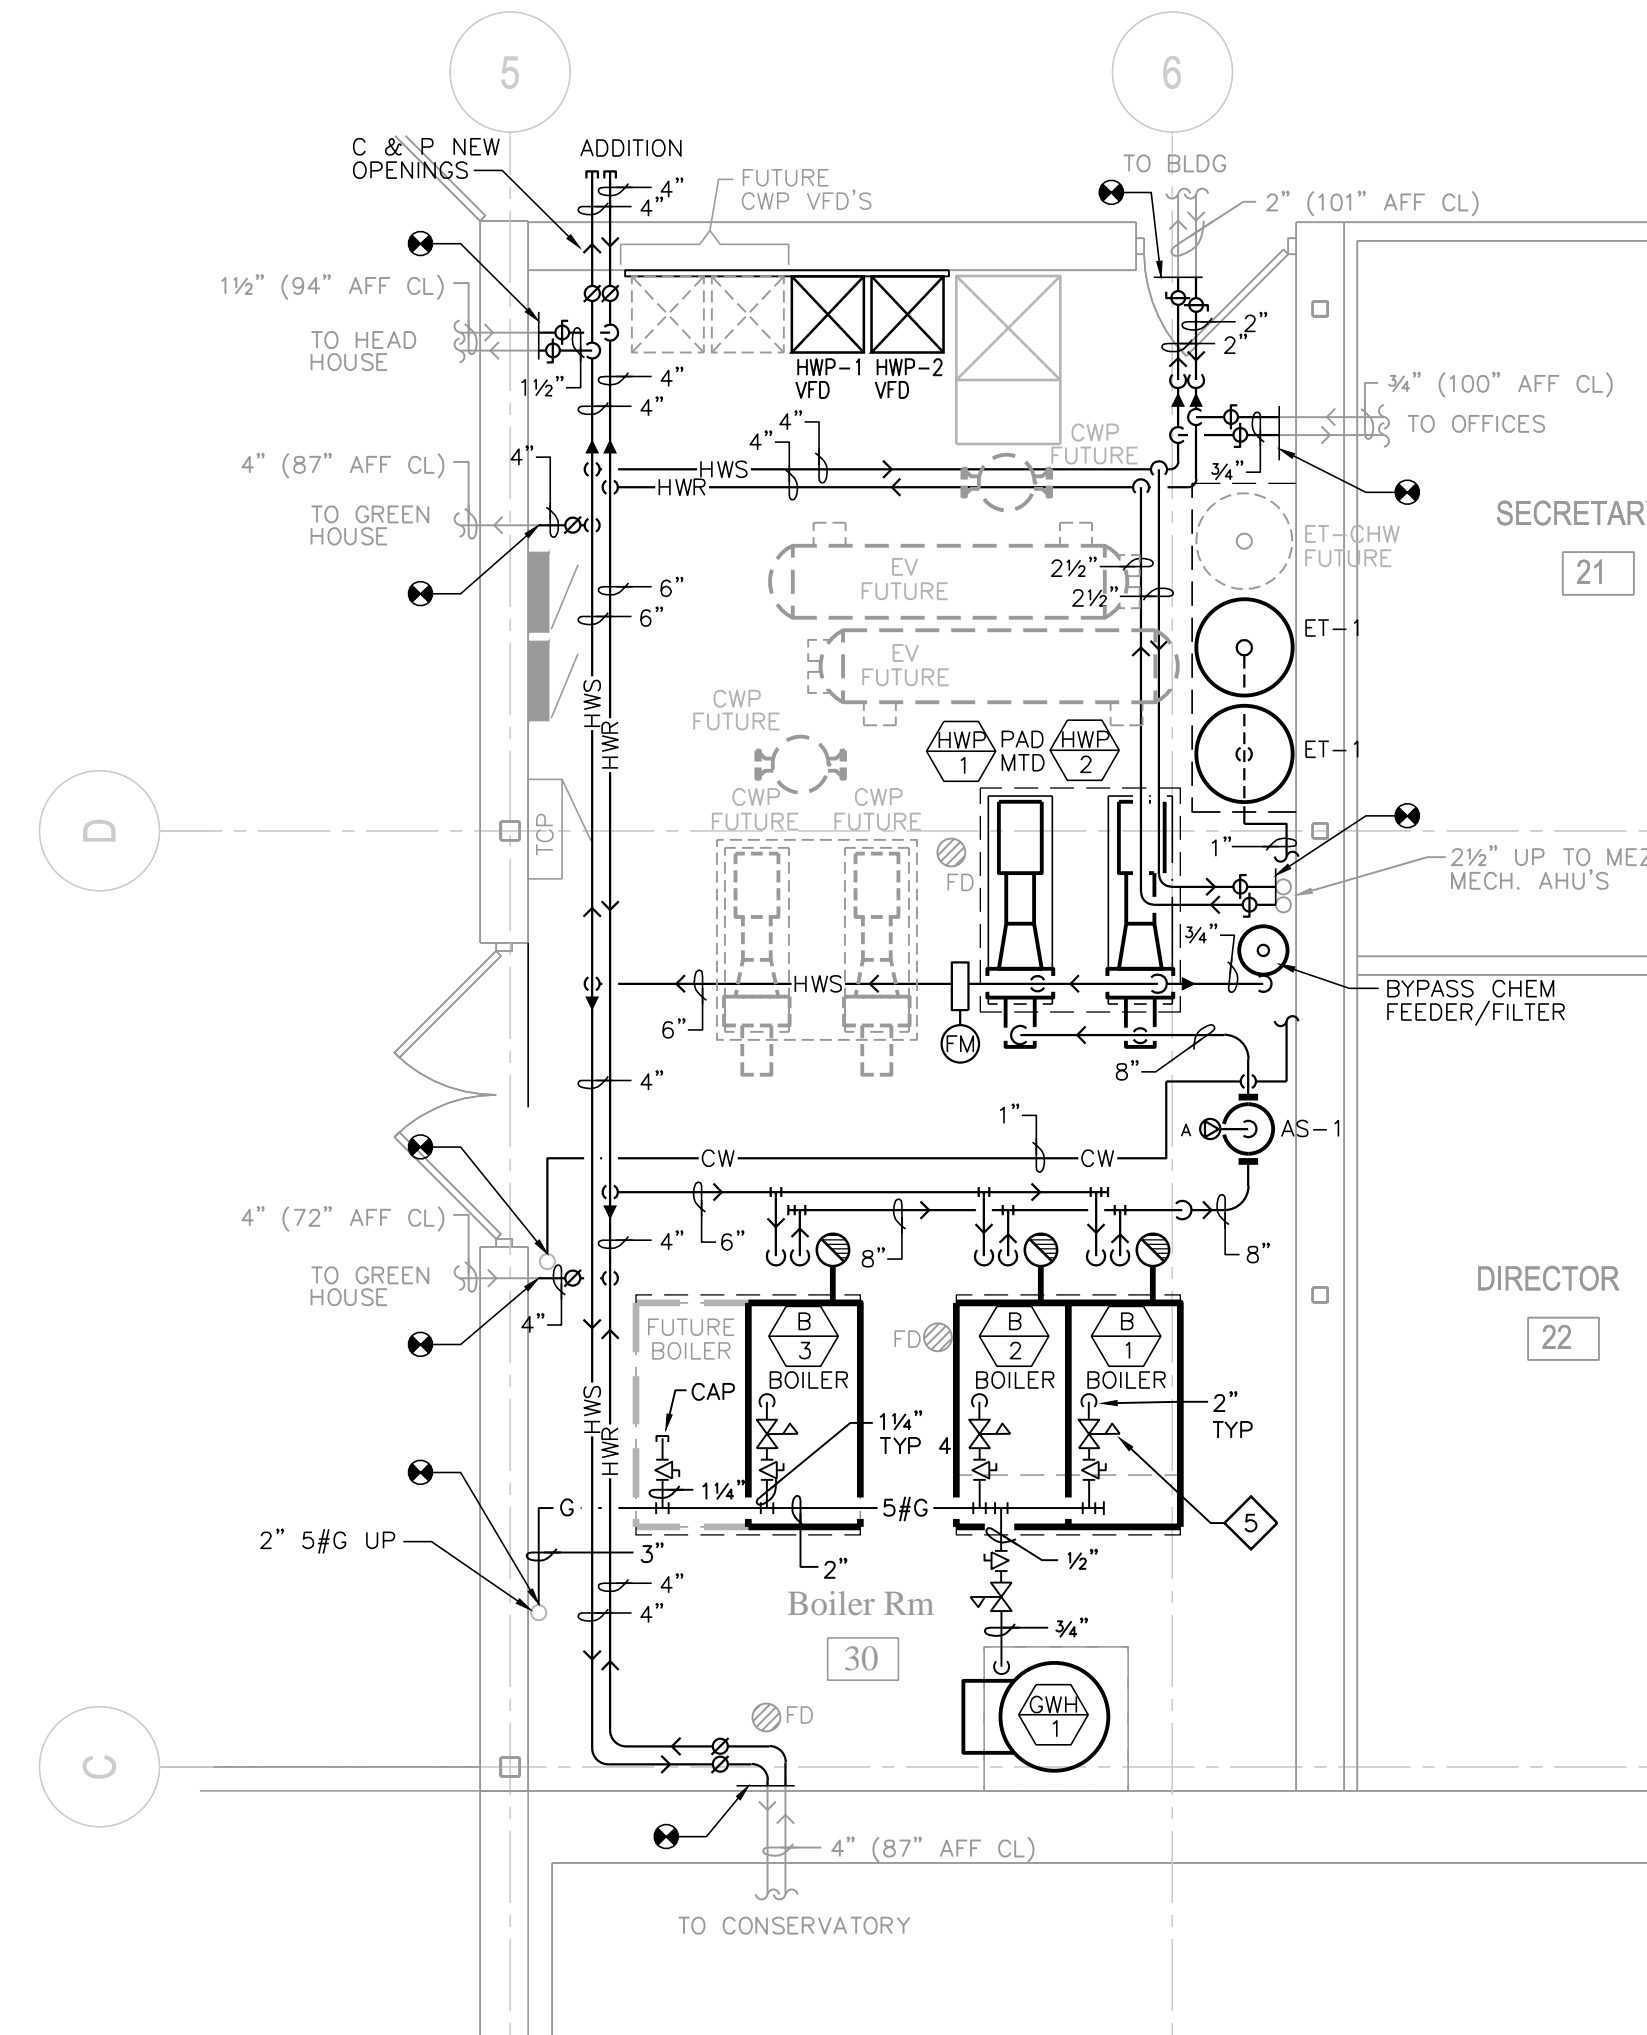 5
6
C & P NEW
OPENINGS
ADDITION
4"
4"
FUTURE
CWP VFD'S
TO BLDG
2" (101" AFF CL)
1½" (94" AFF CL)
TO HEAD
HOUSE
1½"
4"
4"
HWP-1
VFD
HWP-2
VFD
2"
2"
¾" (100" AFF CL)
TO OFFICES
¾"
4" (87" AFF CL)
4"
TO GREEN
HOUSE
4"
4"
HWS
HWR
CWP
FUTURE
ET-CHW
FUTURE
SECRETAR
21
EV
FUTURE
2½"
2½"
6"
6"
ET-1
EV
FUTURE
HWS
HWR
CWP
FUTURE
HWP
1
PAD
MTD
HWP
2
ET-1
CWP
FUTURE
CWP
FUTURE
D
TCP
FD
1"
2½" UP TO MEZ
MECH. AHU'S
¾"
HWS
6"
BYPASS CHEM
FEEDER/FILTER
FM
8"
4"
1"
A
AS-1
CW
CW
4" (72" AFF CL)
4"
6"
8"
8"
TO GREEN
HOUSE
4"
FUTURE
BOILER
B
3
BOILER
FD
B
2
BOILER
B
1
BOILER
DIRECTOR
22
HWS
HWR
CAP
1¼"
TYP
4
2"
TYP
1¼"
G
5#G
5
2" 5#G UP
3"
2"
½"
4"
4"
Boiler Rm
30
¾"
FD
GWH
1
C
4" (87" AFF CL)
TO CONSERVATORY